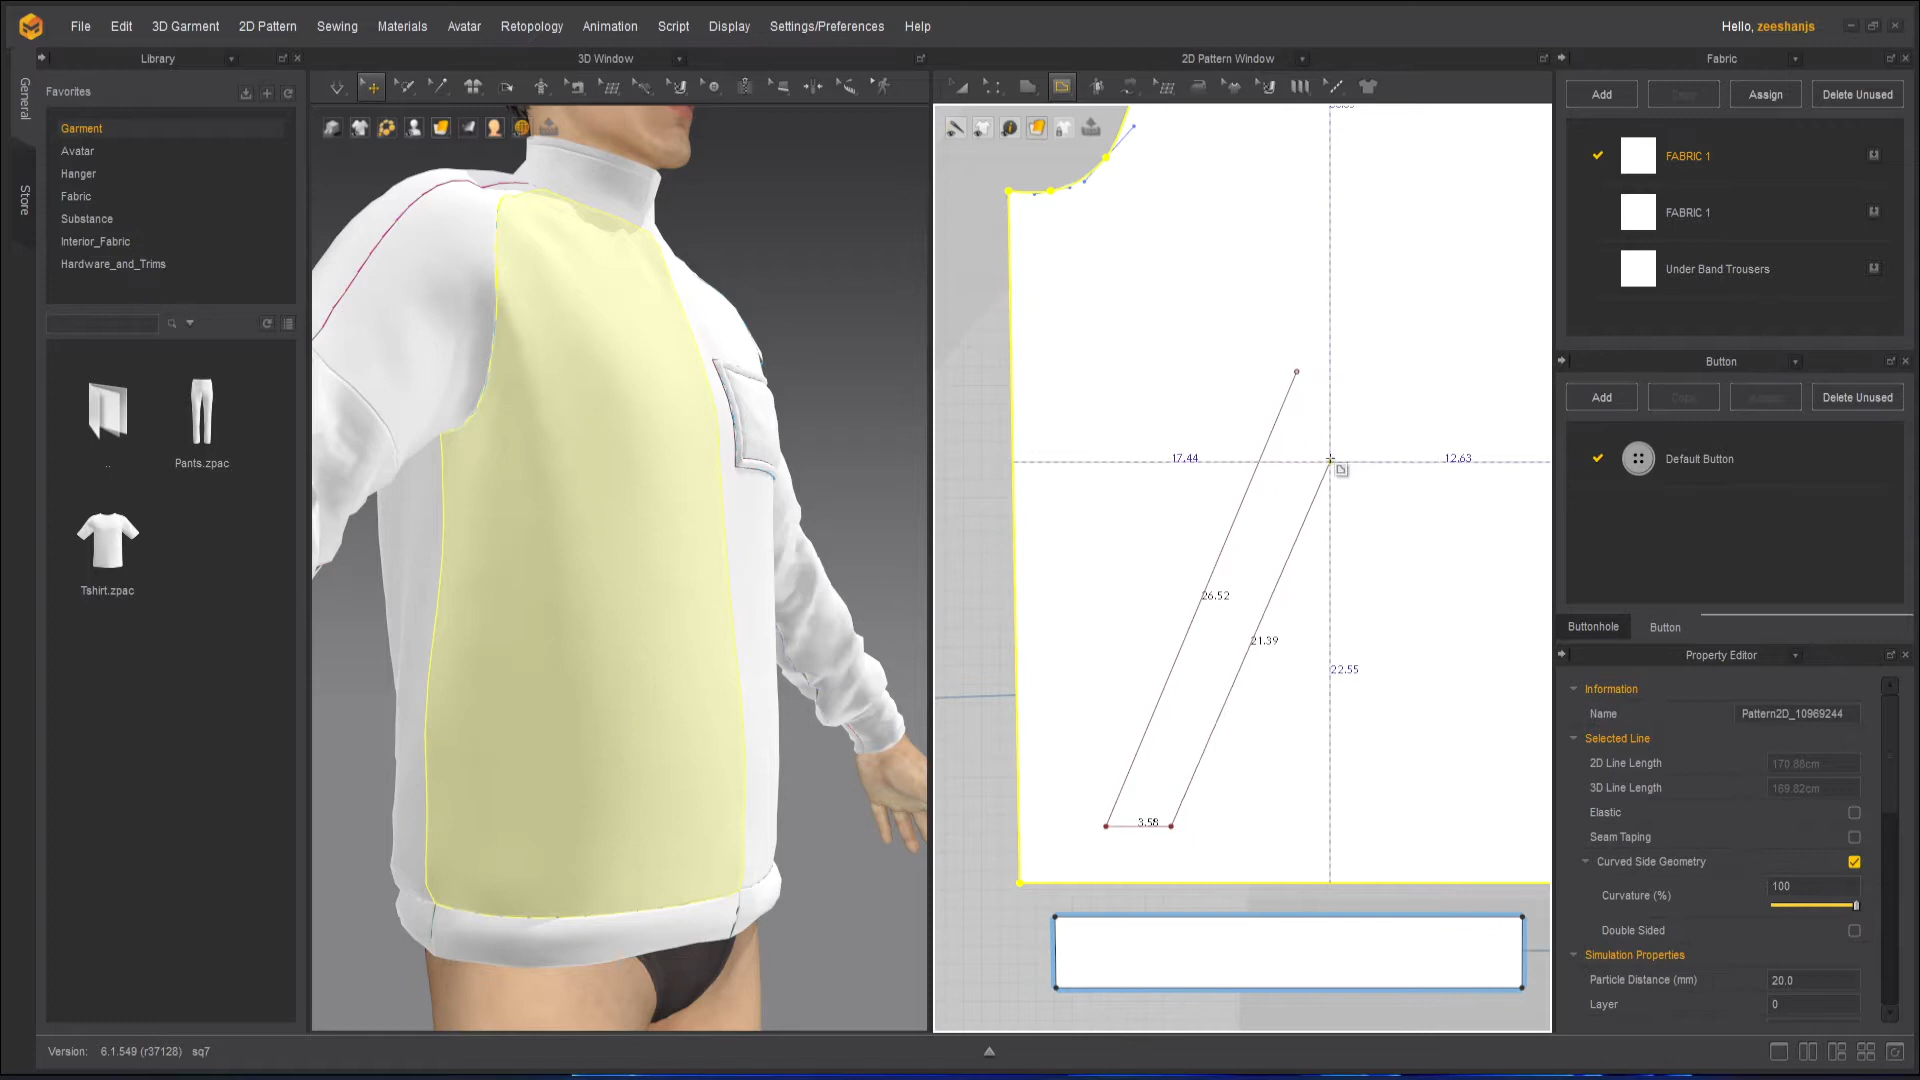 File Edit 3D Garment 2D Pattern Sewing Materials Avatar Retopology Animation Script Display Settings/Preferences Help
Hello, zeeshanjs
Library
3D Window
2D Pattern Window
Fabric
General
Store
Favorites
Garment
Avatar
Hanger
Fabric
Substance
Interior_Fabric
Hardware_and_Trims
..
Pants.zpac
Tshirt.zpac
17.44
12.63
26.52
21.39
22.55
3.58
Add Copy Assign Delete Unused
FABRIC 1
FABRIC 1
Under Band Trousers
Button
Add Copy Assign Delete Unused
Default Button
Buttonhole Button
Property Editor
Information
Name Pattern2D_10969244
Selected Line
2D Line Length 170.88cm
3D Line Length 169.82cm
Elastic
Seam Taping
Curved Side Geometry
Curvature (%) 100
Double Sided
Simulation Properties
Particle Distance (mm) 20.0
Layer 0
Version: 6.1.549 (r37128) sq7